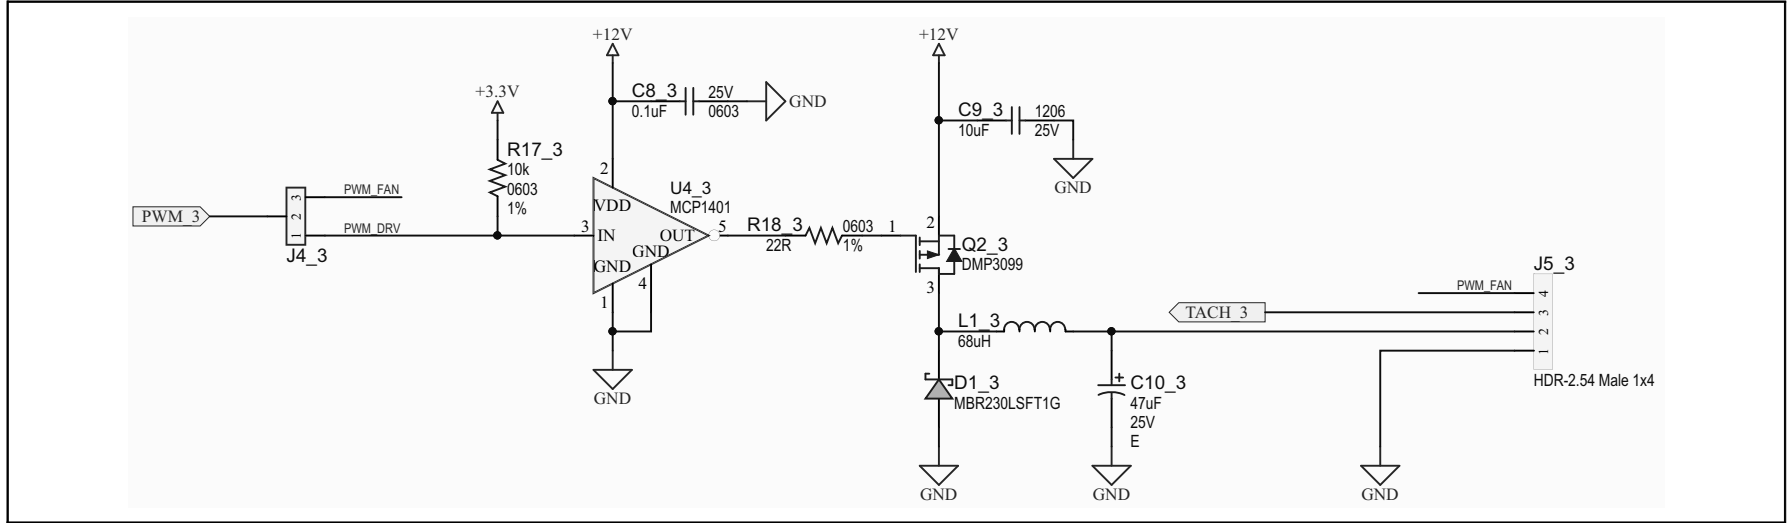 +12V
C8_3
0.1uF
25V
0603
GND
+3.3V
R17_3
10k
0603
1%
PWM_3
3
2
1
J4_3
PWM_FAN
PWM_DRV
2
VDD
3
IN
GND
GND
OUT
5
4
1
U4_3
MCP1401
GND
R18_3
22R
0603
1%
+12V
C9_3
10uF
1206
25V
GND
1
2
3
Q2_3
DMP3099
L1_3
68uH
D1_3
MBR230LSFT1G
GND
+
C10_3
47uF
25V
E
GND
TACH_3
PWM_FAN
J5_3
4
3
2
1
HDR-2.54 Male 1x4
GND